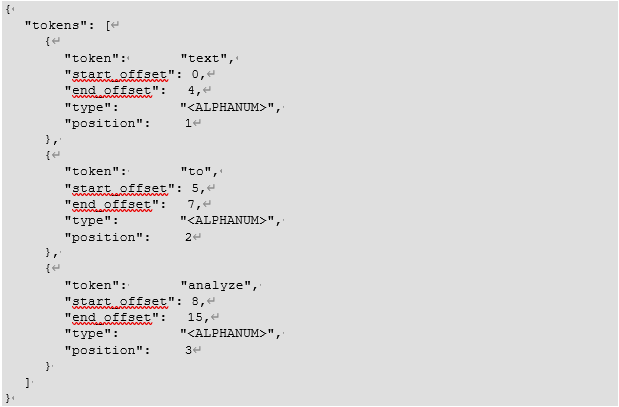 {
"tokens": [
{
"token": "text",
"start_offset": 0,
"end_offset": 4,
"type": "<ALPHANUM>",
"position": 1
},
{
"token": "to",
"start_offset": 5,
"end_offset": 7,
"type": "<ALPHANUM>",
"position": 2
},
{
"token": "analyze",
"start_offset": 8,
"end_offset": 15,
"type": "<ALPHANUM>",
"position": 3
}
]
}